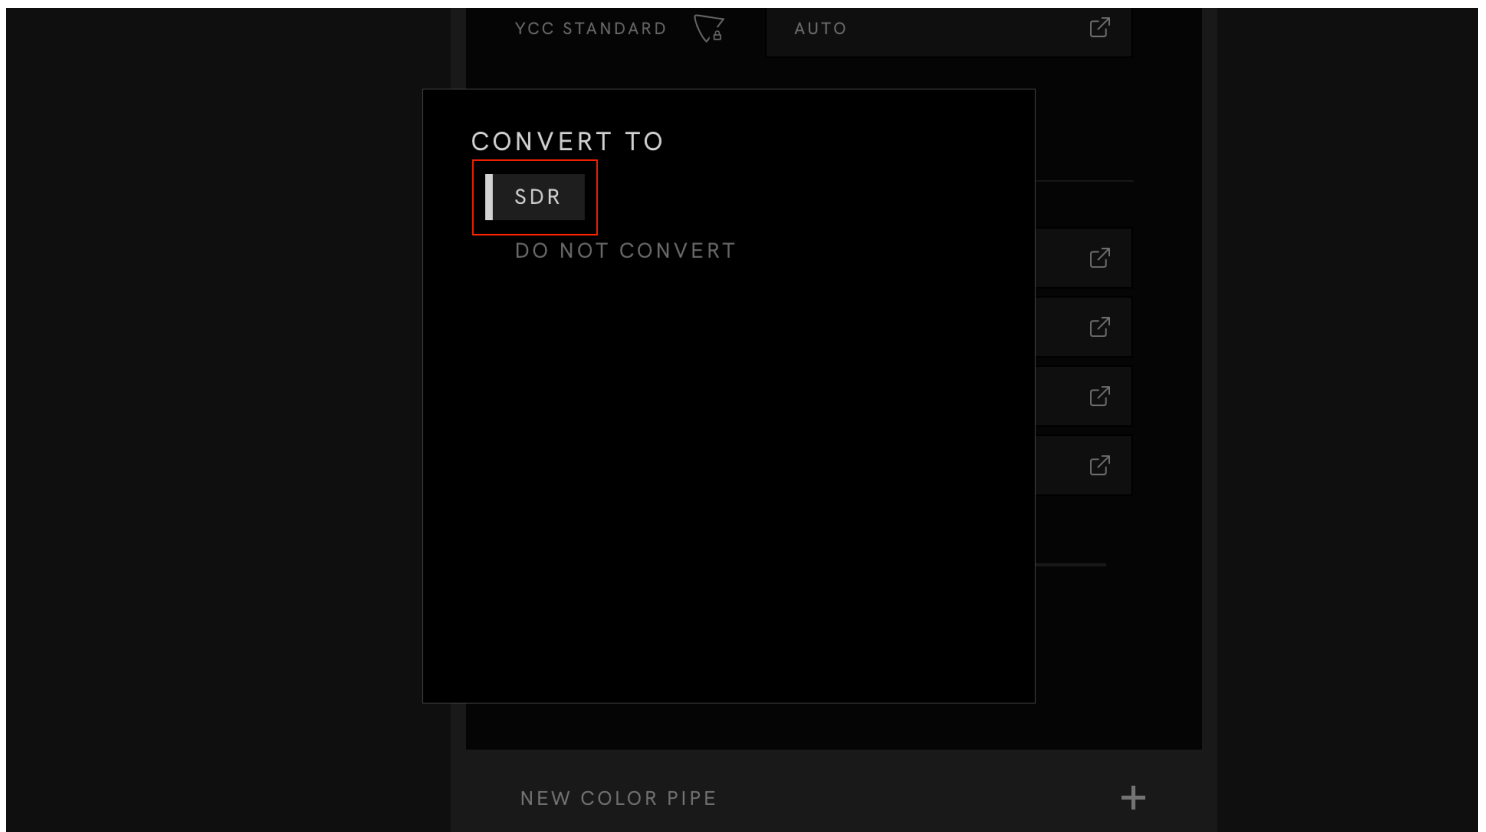 YCC STANDARD AUTO
CONVERT TO
SDR
DO NOT CONVERT
NEW COLOR PIPE